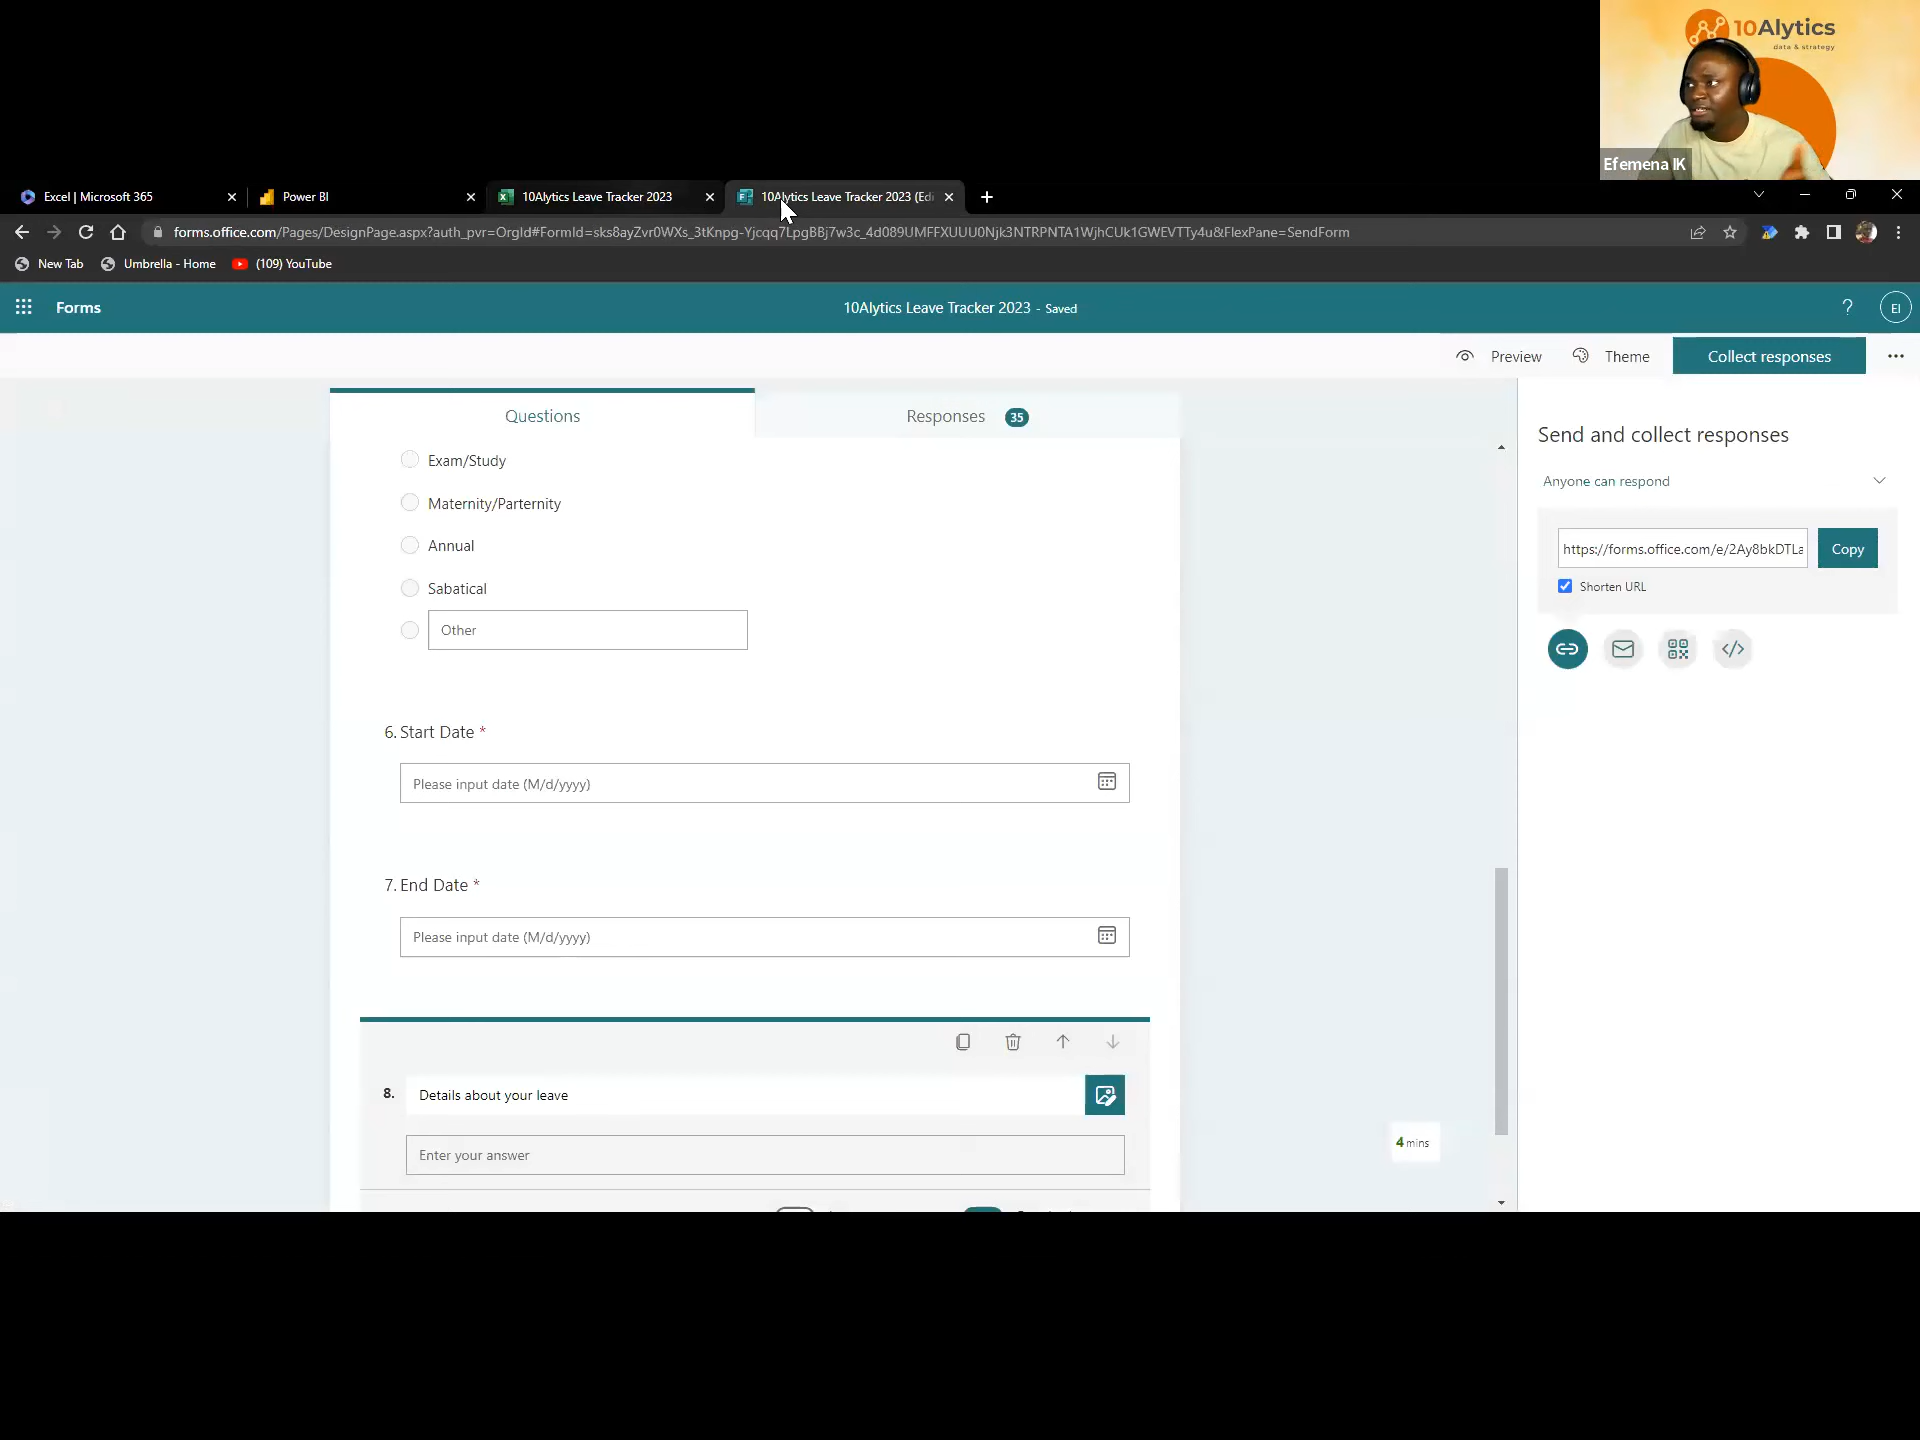 10Alytics
data & strategy
Efemena IK
Excel | Microsoft 365
Power BI
10Alytics Leave Tracker 2023
10Alytics Leave Tracker 2023 (Edi
forms.office.com/Pages/DesignPage.aspx?auth_pvr=OrgId#FormId=sks8ayZvr0WXs_3tKnpg-Yjcqq7LpgBBj7w3c_4d089UMFFXUUU0Njk3NTRPNTA1WjhCUk1GWEVTTy4u&FlexPane=SendForm
New Tab
Umbrella - Home
(109) YouTube
Forms
10Alytics Leave Tracker 2023 - Saved
?
EI
Preview
Theme
Collect responses
Questions
Responses 35
Exam/Study
Maternity/Parternity
Annual
Sabatical
Other
6. Start Date *
Please input date (M/d/yyyy)
7. End Date *
Please input date (M/d/yyyy)
8. Details about your leave
Enter your answer
4 mins
Send and collect responses
Anyone can respond
https://forms.office.com/e/2Ay8bkDTLa
Copy
Shorten URL